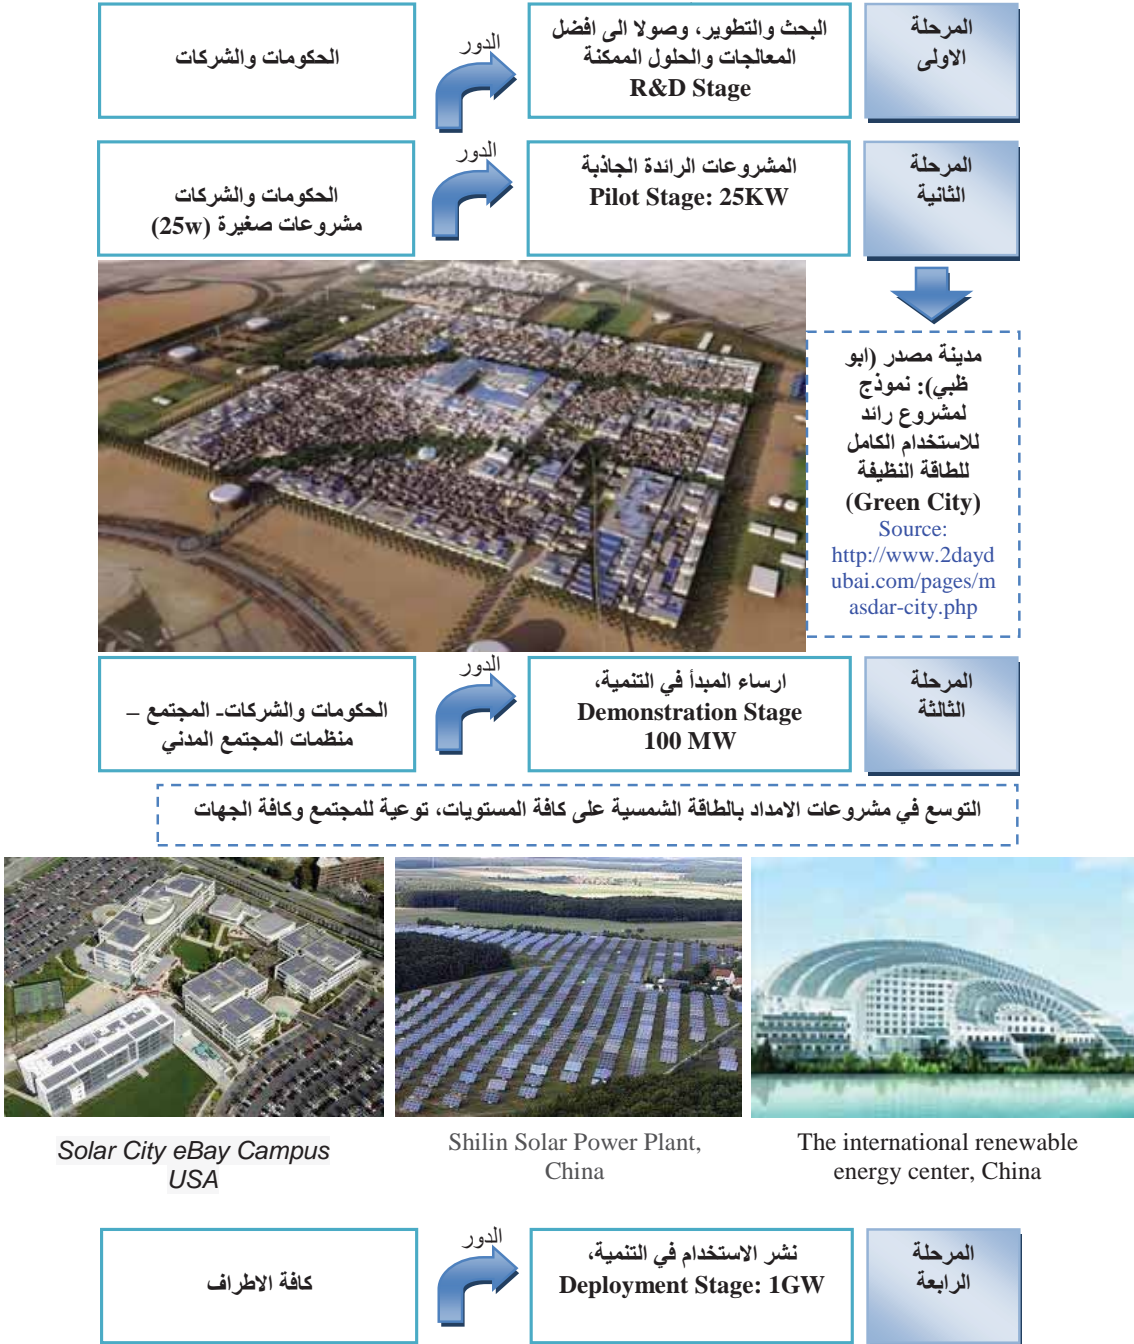 المرحلة
الاولى
البحث والتطوير، وصولا الى افضل
المعالجات والحلول الممكنة
R&D Stage
الدور
الحكومات والشركات
المرحلة
الثانية
المشروعات الرائدة الجاذبة
Pilot Stage: 25KW
الدور
الحكومات والشركات
مشروعات صغيرة (25w)
مدينة مصدر (ابو
ظبي): نموذج
لمشروع رائد
للاستخدام الكامل
للطاقة النظيفة
(Green City)
Source:
http://www.2dayd
ubai.com/pages/m
asdar-city.php
المرحلة
الثالثة
ارساء المبدأ في التنمية،
Demonstration Stage
100 MW
الدور
الحكومات والشركات- المجتمع –
منظمات المجتمع المدني
التوسع في مشروعات الامداد بالطاقة الشمسية على كافة المستويات، توعية للمجتمع وكافة الجهات
Solar City eBay Campus
USA
Shilin Solar Power Plant,
China
The international renewable
energy center, China
المرحلة
الرابعة
نشر الاستخدام في التنمية،
Deployment Stage: 1GW
الدور
كافة الاطراف